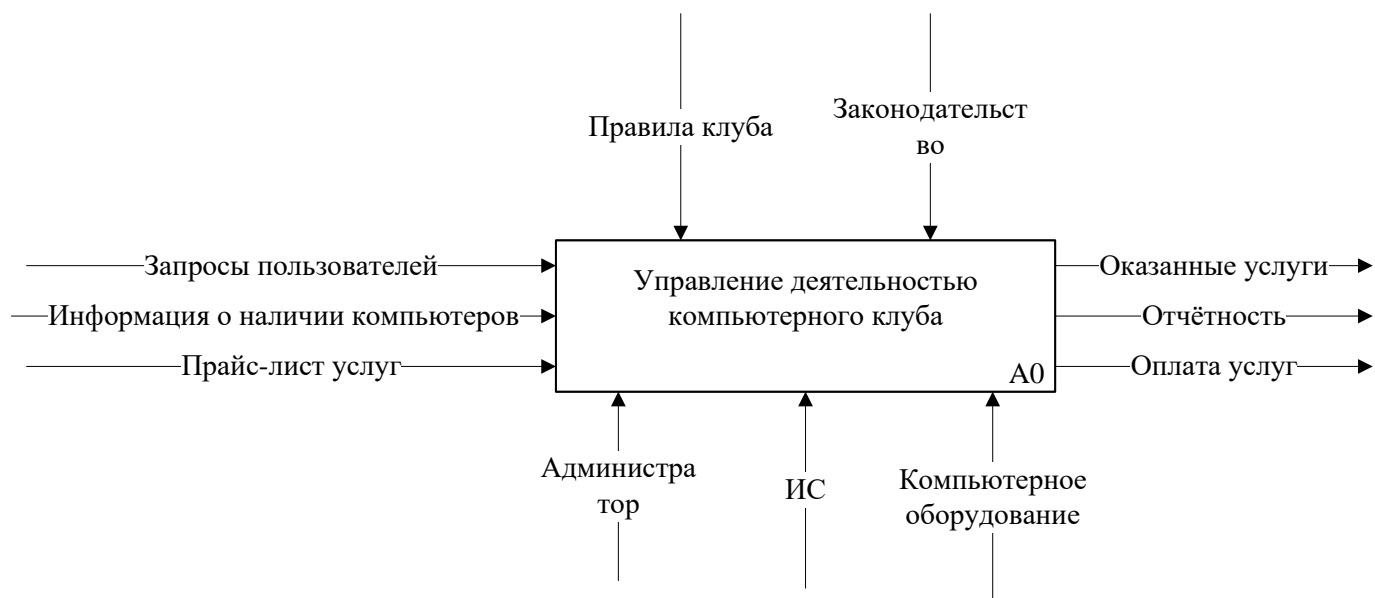 Правила клуба
Законодательст
во
Запросы пользователей
Информация о наличии компьютеров
Прайс-лист услуг
Управление деятельностью
компьютерного клуба
A0
Оказанные услуги
Отчётность
Оплата услуг
Администра
тор
ИС
Компьютерное
оборудование